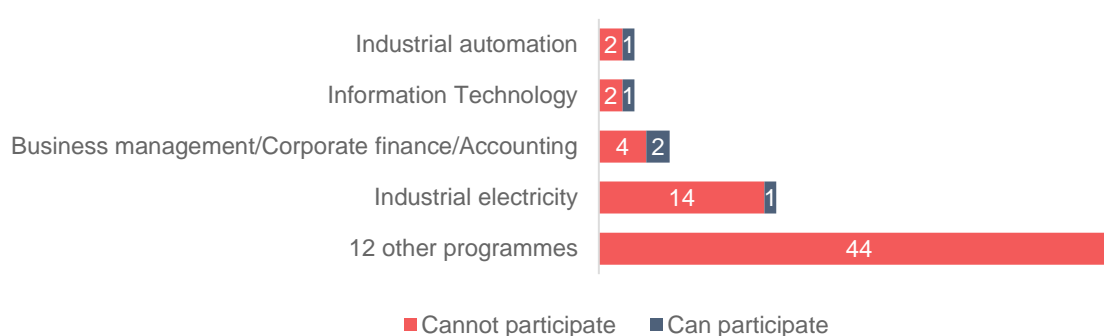 Industrial automation 2 1
Information Technology 2 1
Business management/Corporate finance/Accounting 4 2
Industrial electricity 14 1
12 other programmes 44
Cannot participate Can participate